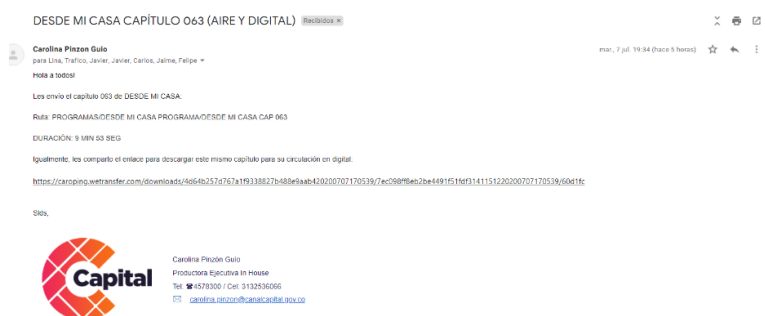 DESDE MI CASA CAPÍTULO 063 (AIRE Y DIGITAL) Recibidos ×
Carolina Pinzon Guio
mar., 7 jul. 19:34 (hace 5 horas)
para Lina, Trafico, Javier, Javier, Carlos, Jaime, Felipe
Hola a todos!
Les envío el capítulo 063 de DESDE MI CASA:
Ruta: PROGRAMAS/DESDE MI CASA PROGRAMA/DESDE MI CASA CAP 063
DURACIÓN: 9 MIN 53 SEG
Igualmente, les comparto el enlace para descargar este mismo capítulo para su circulación en digital:
https://caroping.wetransfer.com/downloads/4d64b257d767a1f9338827b488e9aab420200707170539/7ec098ff8eb2be4491f51fdf3141151220200707170539/60d1fc
Slds,
Capital
Carolina Pinzón Guio
Productora Ejecutiva In House
Tel: ☎4578300 / Cel: 3132536066
carolina.pinzon@canalcapital.gov.co